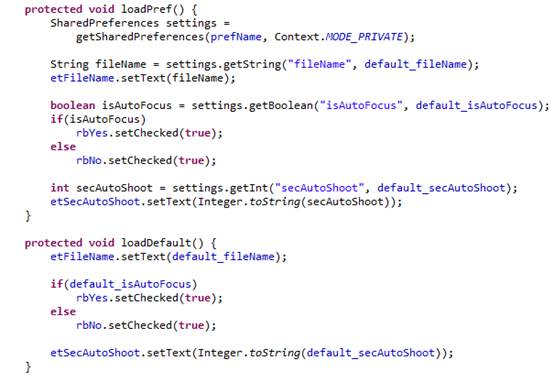 protected void loadPref() {
SharedPreferences settings =
getSharedPreferences(prefName, Context.MODE_PRIVATE);
String fileName = settings.getString("fileName", default_fileName);
etFileName.setText(fileName);
boolean isAutoFocus = settings.getBoolean("isAutoFocus", default_isAutoFocus);
if(isAutoFocus)
rbYes.setChecked(true);
else
rbNo.setChecked(true);
int secAutoShoot = settings.getInt("secAutoShoot", default_secAutoShoot);
etSecAutoShoot.setText(Integer.toString(secAutoShoot));
}
protected void loadDefault() {
etFileName.setText(default_fileName);
if(default_isAutoFocus)
rbYes.setChecked(true);
else
rbNo.setChecked(true);
etSecAutoShoot.setText(Integer.toString(default_secAutoShoot));
}